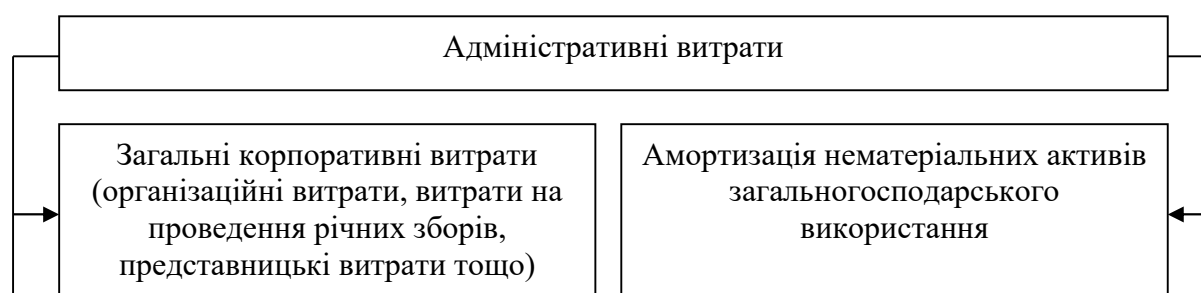 Адміністративні витрати
Загальні корпоративні витрати
(організаційні витрати, витрати на
проведення річних зборів,
представницькі витрати тощо)
Амортизація нематеріальних активів
загальногосподарського
використання